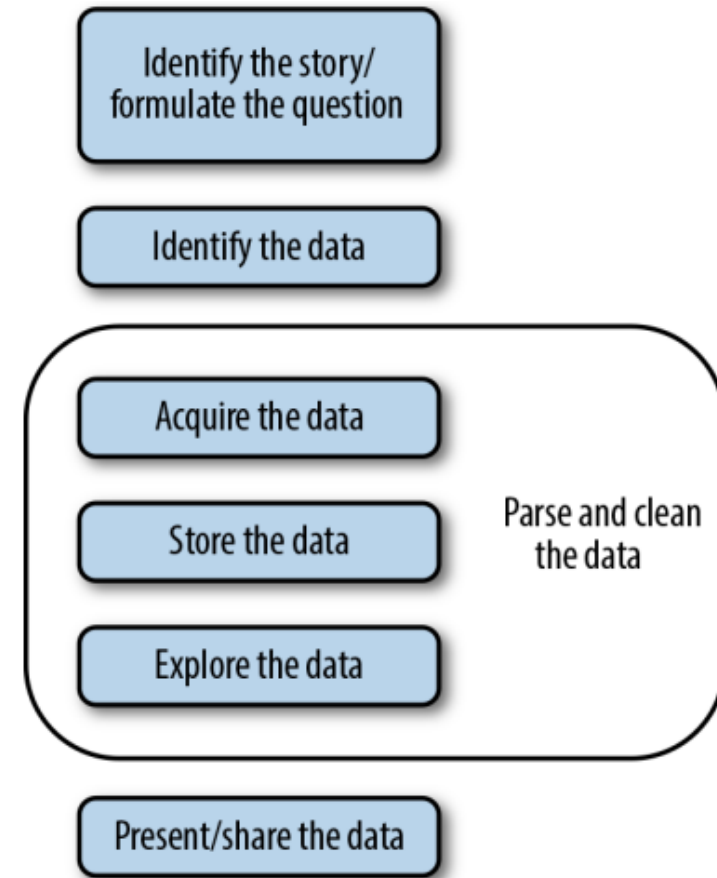 Identify the story/
formulate the question
Identify the data
Acquire the data
Store the data
Parse and clean
the data
Explore the data
Present/share the data